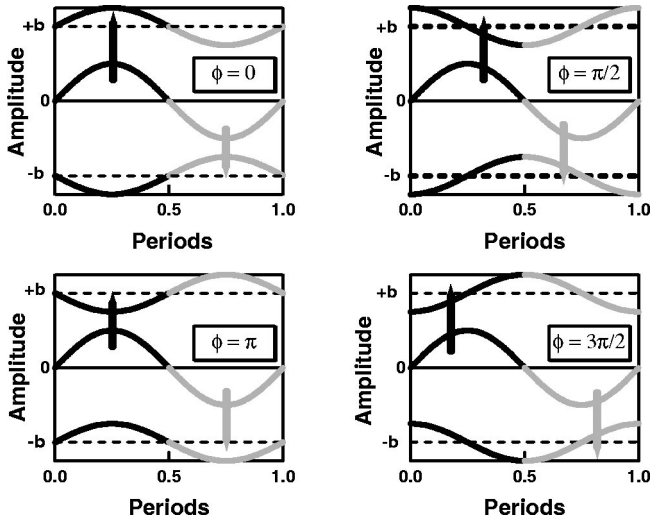 +b
ϕ = 0
0
Amplitude
-b
0.0
0.5
1.0
Periods
+b
ϕ = π/2
0
Amplitude
-b
0.0
0.5
1.0
Periods
+b
ϕ = π
0
Amplitude
-b
0.0
0.5
1.0
Periods
+b
ϕ = 3π/2
0
Amplitude
-b
0.0
0.5
1.0
Periods